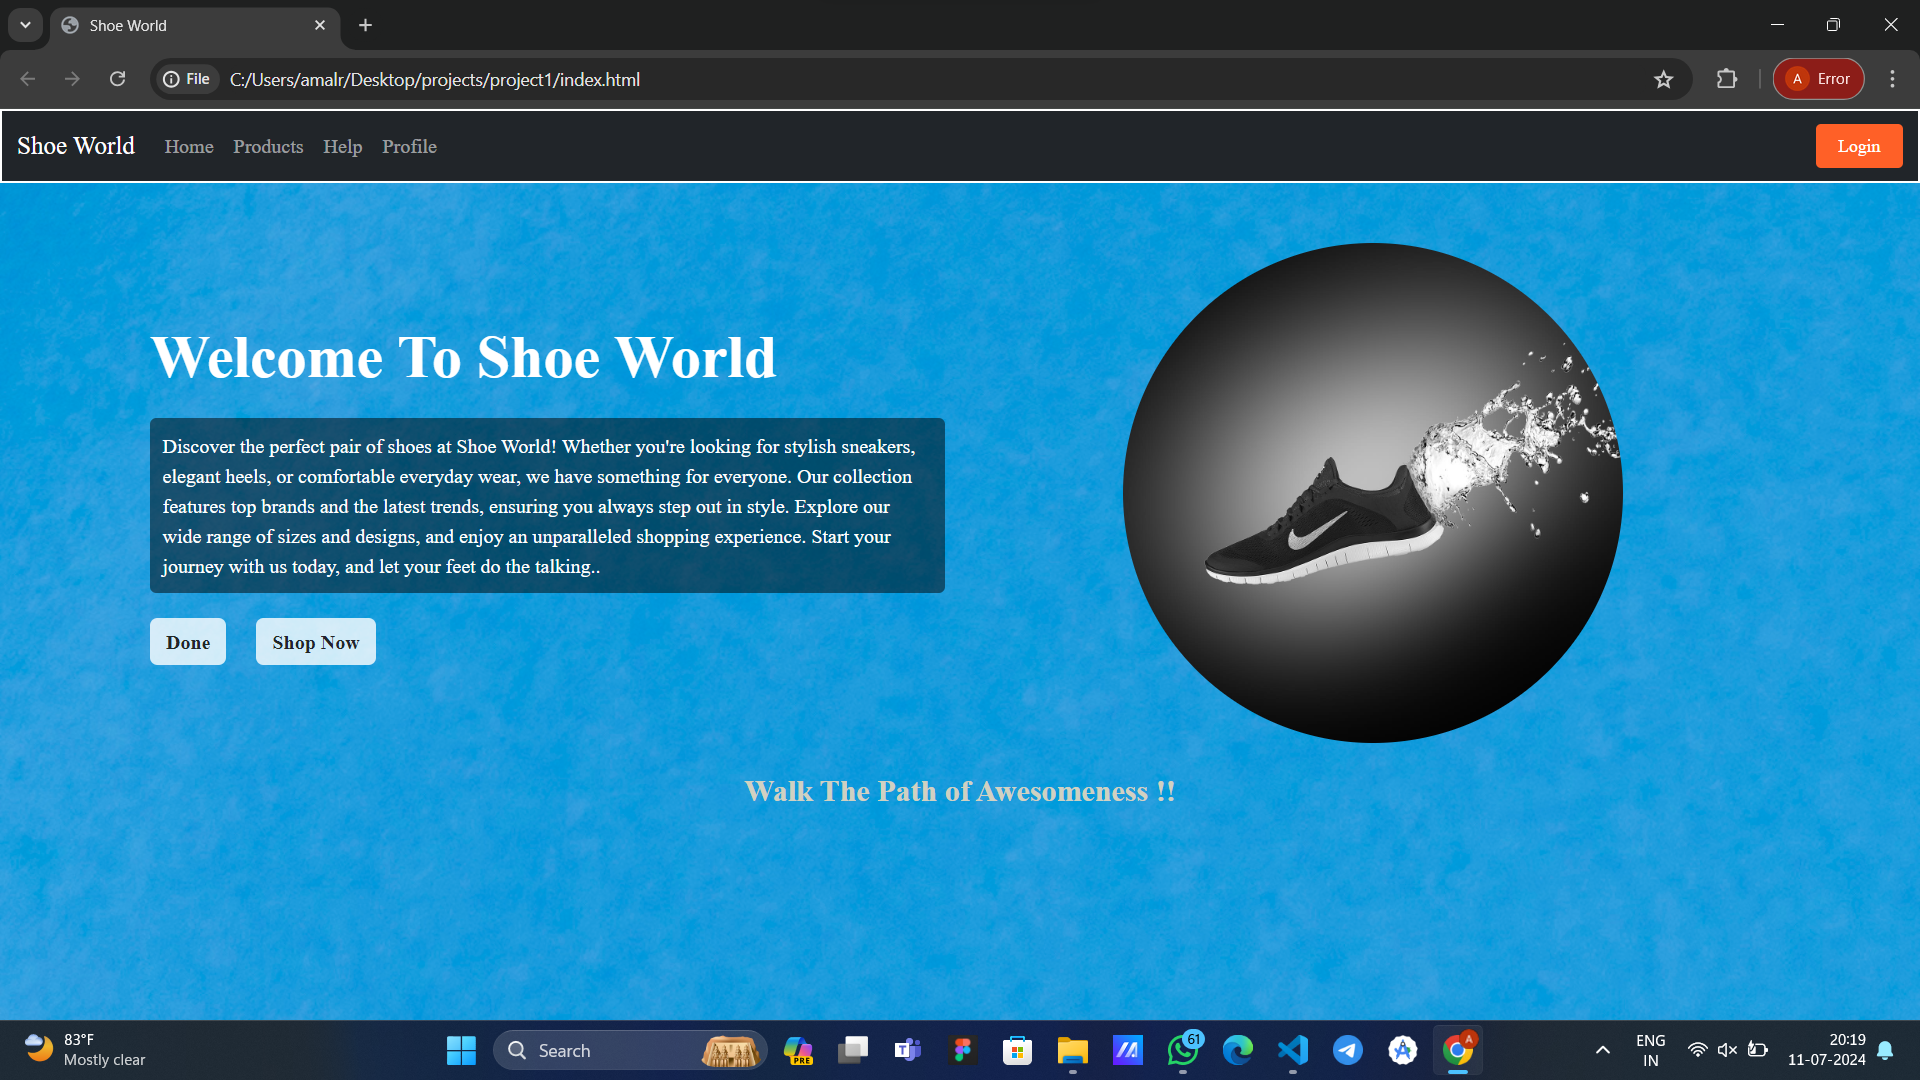 Shoe World
File C:/Users/amalr/Desktop/projects/project1/index.html A Error
Shoe World Home Products Help Profile Login
Welcome To Shoe World
Discover the perfect pair of shoes at Shoe World! Whether you're looking for stylish sneakers,
elegant heels, or comfortable everyday wear, we have something for everyone. Our collection
features top brands and the latest trends, ensuring you always step out in style. Explore our
wide range of sizes and designs, and enjoy an unparalleled shopping experience. Start your
journey with us today, and let your feet do the talking..
Done Shop Now
Walk The Path of Awesomeness !!
83°F
Mostly clear
Search
PRE
T
61
A
ENG
IN
20:19
11-07-2024